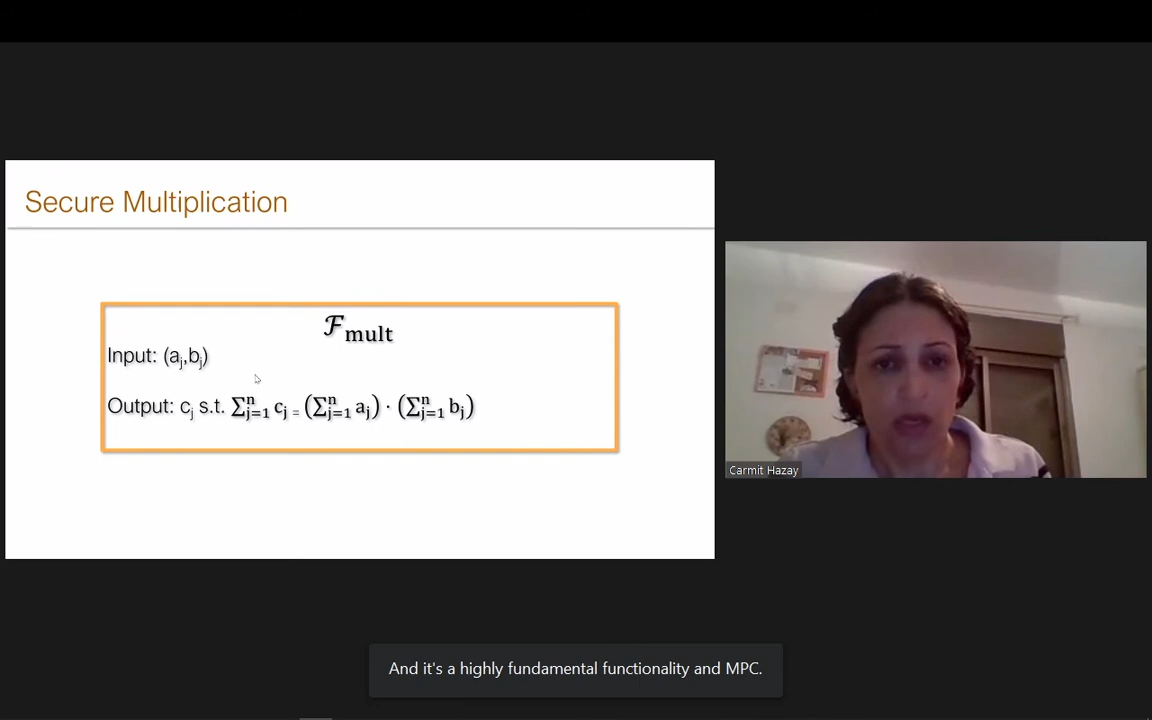 Secure Multiplication
ℱmult
Input: (aj,bj)
Output: cj s.t. ∑ⁿj=1 cj = (∑ⁿj=1 aj) · (∑ⁿj=1 bj)
Carmit Hazay
And it's a highly fundamental functionality and MPC.